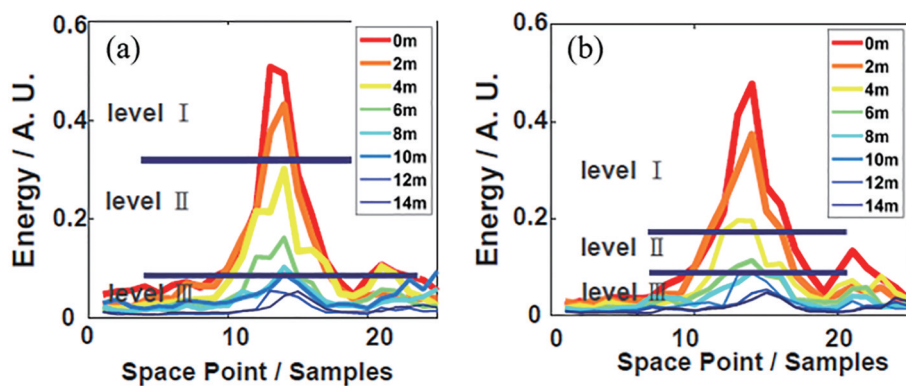 (a)
0.6
0.4
0.2
0
Energy / A. U.
level Ⅰ
level Ⅱ
level Ⅲ
0m
2m
4m
6m
8m
10m
12m
14m
0
10
20
Space Point / Samples
(b)
0.6
0.4
0.2
0
Energy / A. U.
level Ⅰ
level Ⅱ
level Ⅲ
0m
2m
4m
6m
8m
10m
12m
14m
0
10
20
Space Point / Samples